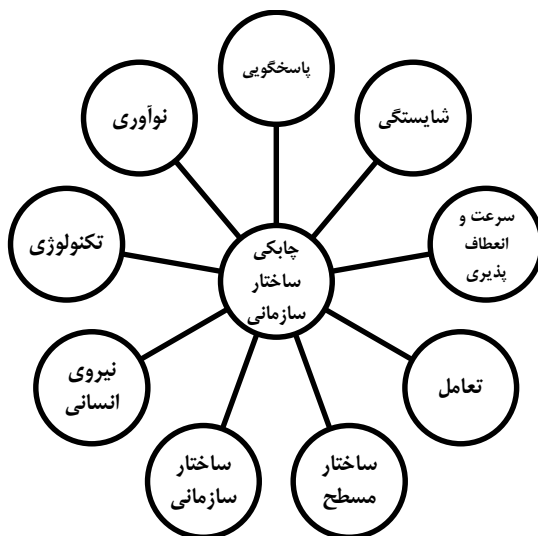 پاسخگویی
شایستگی
سرعت و
انعطاف
پذیری
تعامل
ساختار
مسطح
ساختار
سازمانی
نیروی
انسانی
تکنولوژی
نوآوری
چابکی
ساختار
سازمانی